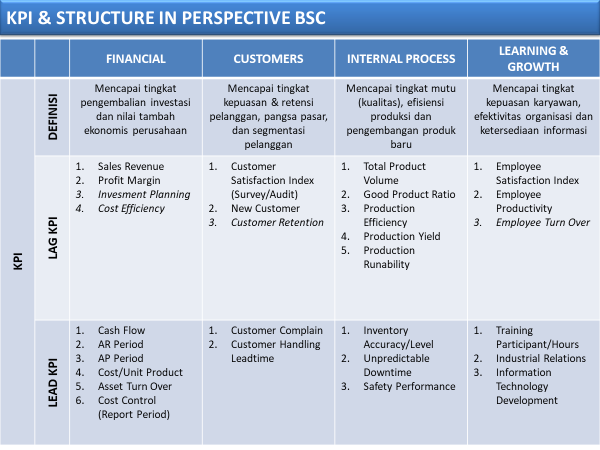 KPI & STRUCTURE IN PERSPECTIVE BSC
FINANCIAL
CUSTOMERS
INTERNAL PROCESS
LEARNING &
GROWTH
KPI
DEFINISI
Mencapai tingkat
pengembalian investasi
dan nilai tambah
ekonomis perusahaan
Mencapai tingkat
kepuasan & retensi
pelanggan, pangsa pasar,
dan segmentasi
pelanggan
Mencapai tingkat mutu
(kualitas), efisiensi
produksi dan
pengembangan produk
baru
Mencapai tingkat
kepuasan karyawan,
efektivitas organisasi dan
ketersediaan informasi
LAG KPI
1. Sales Revenue
2. Profit Margin
3. Invesment Planning
4. Cost Efficiency
1. Customer
Satisfaction Index
(Survey/Audit)
2. New Customer
3. Customer Retention
1. Total Product
Volume
2. Good Product Ratio
3. Production
Efficiency
4. Production Yield
5. Production
Runability
1. Employee
Satisfaction Index
2. Employee
Productivity
3. Employee Turn Over
LEAD KPI
1. Cash Flow
2. AR Period
3. AP Period
4. Cost/Unit Product
5. Asset Turn Over
6. Cost Control
(Report Period)
1. Customer Complain
2. Customer Handling
Leadtime
1. Inventory
Accuracy/Level
2. Unpredictable
Downtime
3. Safety Performance
1. Training
Participant/Hours
2. Industrial Relations
3. Information
Technology
Development